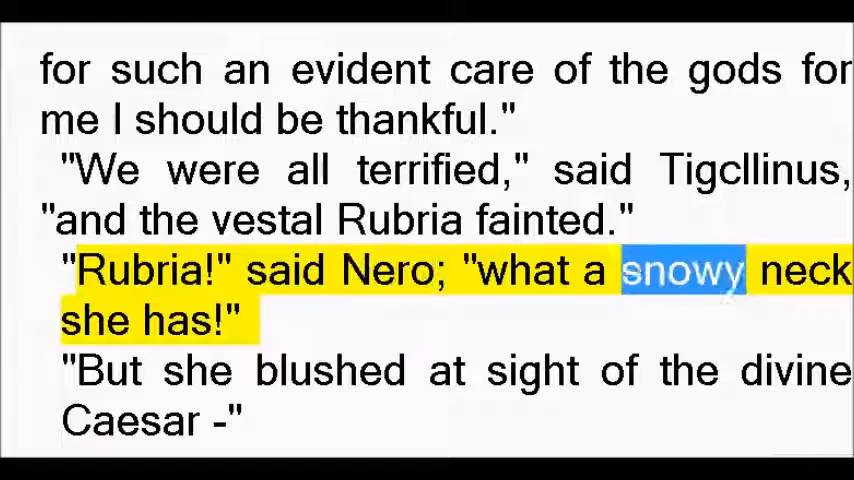 for such an evident care of the gods for
me I should be thankful."
"We were all terrified," said Tigcllinus,
"and the vestal Rubria fainted."
"Rubria!" said Nero; "what a snowy neck
she has!"
"But she blushed at sight of the divine
Caesar -"